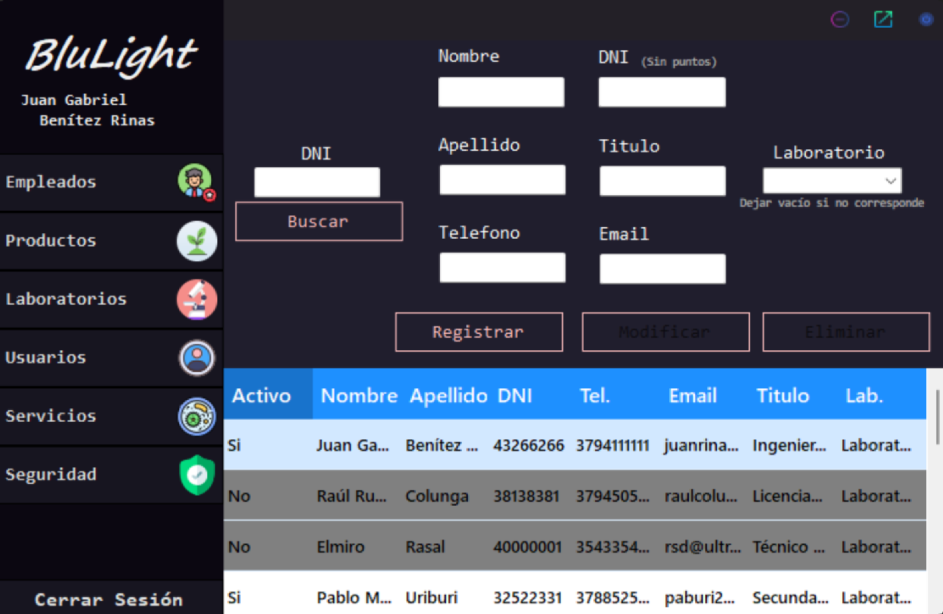 BluLight
Juan Gabriel
Benítez Rinas
Empleados
Productos
Laboratorios
Usuarios
Servicios
Seguridad
Cerrar Sesión
DNI
Buscar
Nombre
DNI (Sin puntos)
Apellido
Titulo
Laboratorio
Dejar vacío si no corresponde
Telefono
Email
Registrar
Modificar
Eliminar
Activo Nombre Apellido DNI Tel. Email Titulo Lab.
Si Juan Ga... Benítez ... 43266266 3794111111 juanrina... Ingenier... Laborat...
No Raúl Ru... Colunga 38138381 3794505... raulcolu... Licencia... Laborat...
No Elmiro Rasal 40000001 3543354... rsd@ultr... Técnico ... Laborat...
Si Pablo M... Uriburi 32522331 3788525... paburi2... Secunda... Laborat...